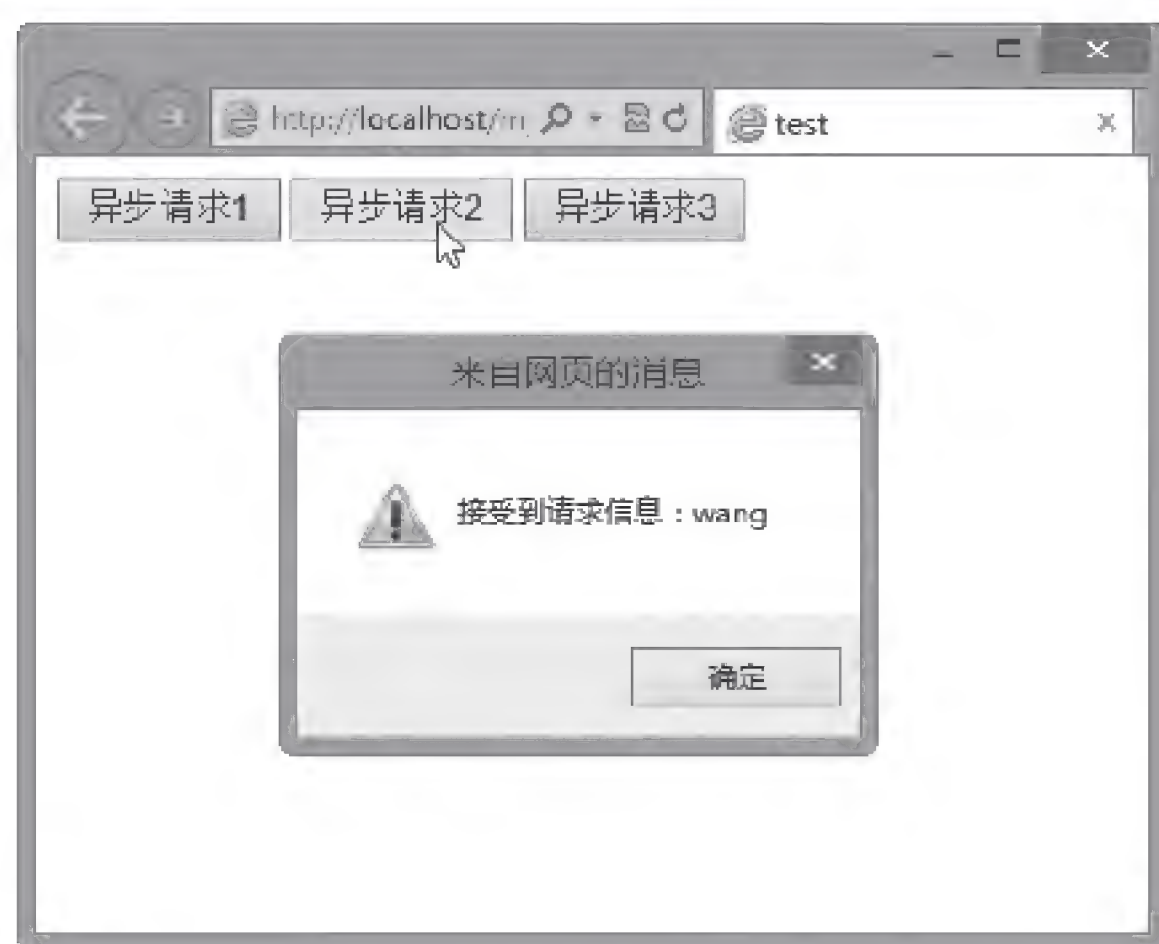 http://localhost/m
test
异步请求1 异步请求2 异步请求3
来自网页的消息
接受到请求信息：wang
确定